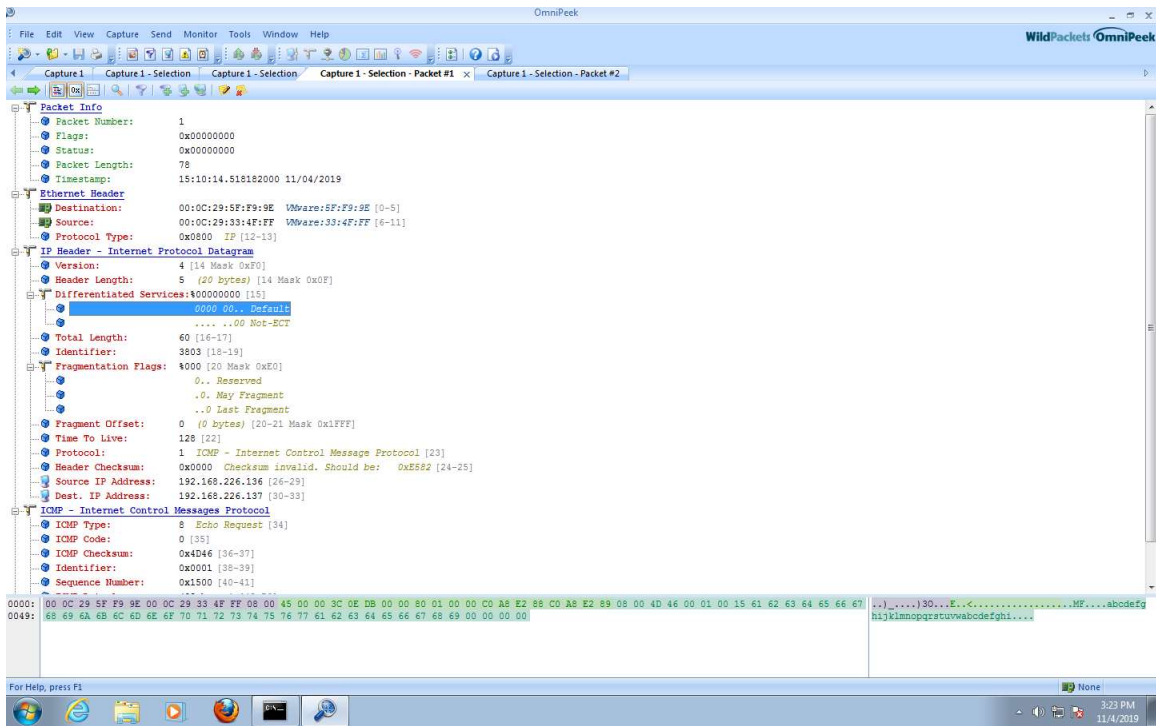 OmniPeek
File Edit View Capture Send Monitor Tools Window Help
WildPackets OmniPeek
Capture 1 Capture 1 - Selection Capture 1 - Selection Capture 1 - Selection - Packet #1 x Capture 1 - Selection - Packet #2
Packet Info
Packet Number: 1
Flags: 0x00000000
Status: 0x00000000
Packet Length: 78
Timestamp: 15:10:14.518182000 11/04/2019
Ethernet Header
Destination: 00:0C:29:5F:F9:9E VMware:5F:F9:9E [0-5]
Source: 00:0C:29:33:4F:FF VMware:33:4F:FF [6-11]
Protocol Type: 0x0800 IP [12-13]
IP Header - Internet Protocol Datagram
Version: 4 [14 Mask 0xF0]
Header Length: 5 (20 bytes) [14 Mask 0x0F]
Differentiated Services:%00000000 [15]
0000 00.. Default
.... ..00 Not-ECT
Total Length: 60 [16-17]
Identifier: 3803 [18-19]
Fragmentation Flags: %000 [20 Mask 0xE0]
0.. Reserved
.0. May Fragment
..0 Last Fragment
Fragment Offset: 0 (0 bytes) [20-21 Mask 0x1FFF]
Time To Live: 128 [22]
Protocol: 1 ICMP - Internet Control Message Protocol [23]
Header Checksum: 0x0000 Checksum invalid. Should be: 0xE582 [24-25]
Source IP Address: 192.168.226.136 [26-29]
Dest. IP Address: 192.168.226.137 [30-33]
ICMP - Internet Control Messages Protocol
ICMP Type: 8 Echo Request [34]
ICMP Code: 0 [35]
ICMP Checksum: 0x4D46 [36-37]
Identifier: 0x0001 [38-39]
Sequence Number: 0x1500 [40-41]
0000: 00 0C 29 5F F9 9E 00 0C 29 33 4F FF 08 00 45 00 00 3C 0E DB 00 00 80 01 00 00 C0 A8 E2 88 C0 A8 E2 89 08 00 4D 46 00 01 00 15 61 62 63 64 65 66 67 ..)_....)3O...E..<.................MF....abcdefg
0049: 68 69 6A 6B 6C 6D 6E 6F 70 71 72 73 74 75 76 77 61 62 63 64 65 66 67 68 69 00 00 00 00 hijklmnopqrstuvwabcdefghi....
For Help, press F1
None
3:23 PM
11/4/2019